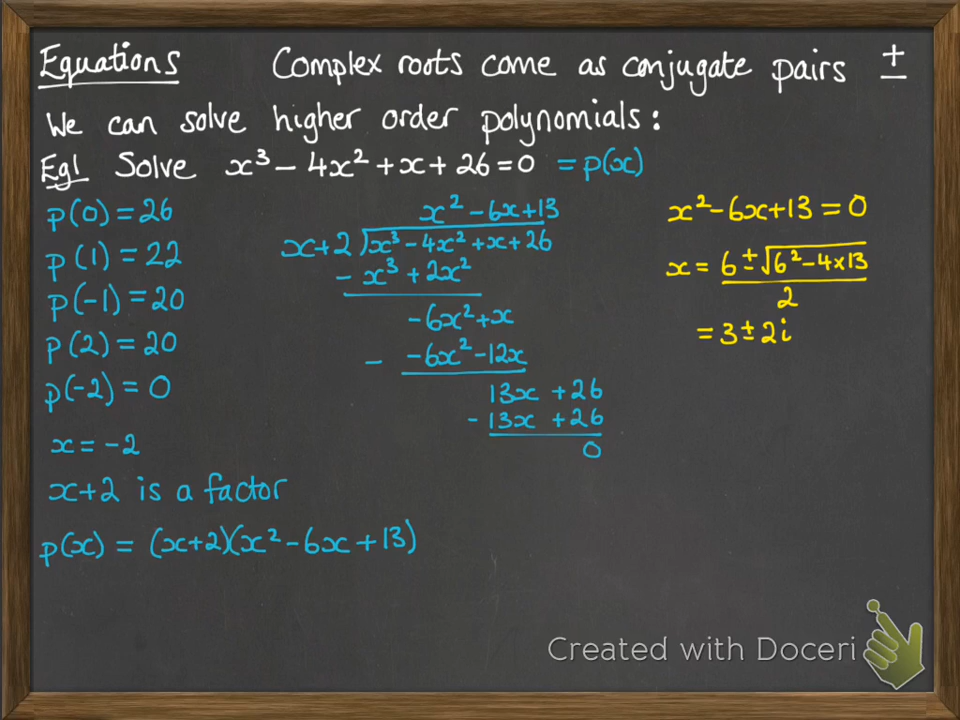 Equations Complex roots come as conjugate pairs ±
We can solve higher order polynomials:
Eg1 Solve x³ - 4x² + x + 26 = 0 = p(x)
p(0) = 26
p(1) = 22
p(-1) = 20
p(2) = 20
p(-2) = 0
x = -2
x+2 is a factor
p(x) = (x+2)(x² - 6x + 13)
x² - 6x + 13
x+2 ) x³ - 4x² + x + 26
- x³ + 2x²
-6x² + x
- -6x² - 12x
13x + 26
- 13x + 26
0
x² - 6x + 13 = 0
x = 6 ± √6² - 4 x 13
2
= 3 ± 2i
Created with Doceri